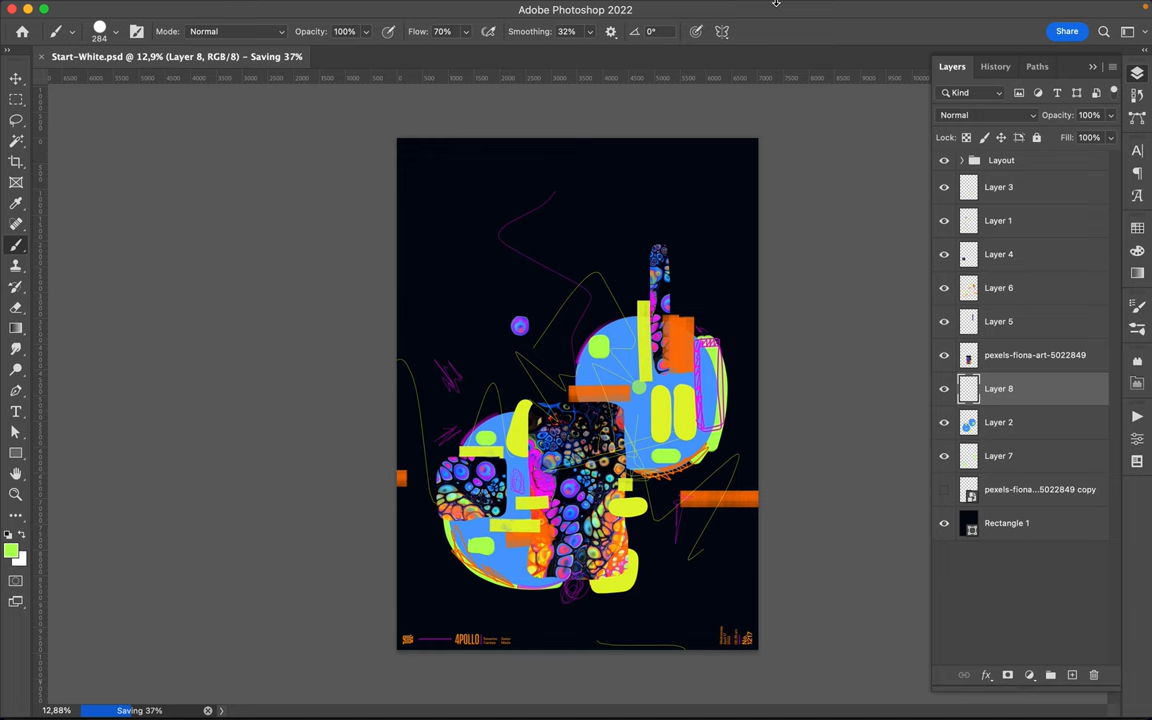 Adobe Photoshop 2022
284
Mode: Normal
Opacity: 100%
Flow: 70%
Smoothing: 32%
0°
Share
Start-White.psd @ 12,9% (Layer 8, RGB/8) – Saving 37%
Layers
History
Paths
Kind
Normal
Opacity: 100%
Lock:
Fill: 100%
Layout
Layer 3
Layer 1
Layer 4
Layer 6
Layer 5
pexels-fiona-art-5022849
Layer 8
Layer 2
Layer 7
pexels-fiona...5022849 copy
Rectangle 1
4POLLO
No. 1217
12,88%
Saving 37%